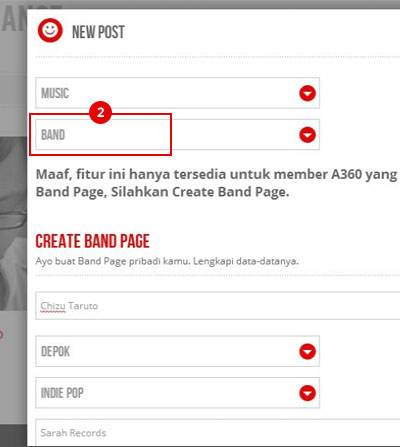 NEW POST
MUSIC
2
BAND
Maaf, fitur ini hanya tersedia untuk member A360 yang
Band Page, Silahkan Create Band Page.
CREATE BAND PAGE
Ayo buat Band Page pribadi kamu. Lengkapi data-datanya.
Chizu Taruto
DEPOK
INDIE POP
Sarah Records